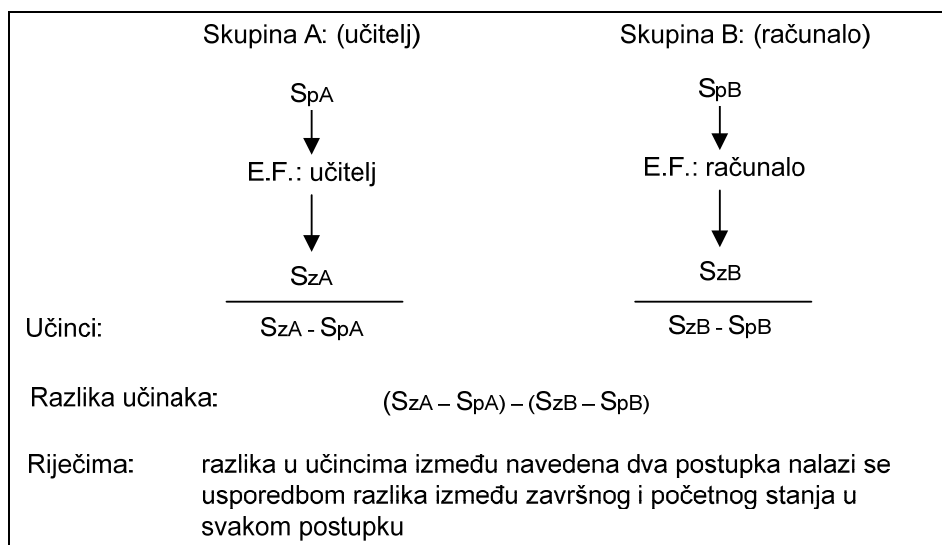 Skupina A: (učitelj) Skupina B: (računalo)
SpA SpB
E.F.: učitelj E.F.: računalo
SzA SzB
Učinci: SzA - SpA SzB - SpB
Razlika učinaka: (SzA – SpA) – (SzB – SpB)
Riječima: razlika u učincima između navedena dva postupka nalazi se
usporedbom razlika između završnog i početnog stanja u
svakom postupku